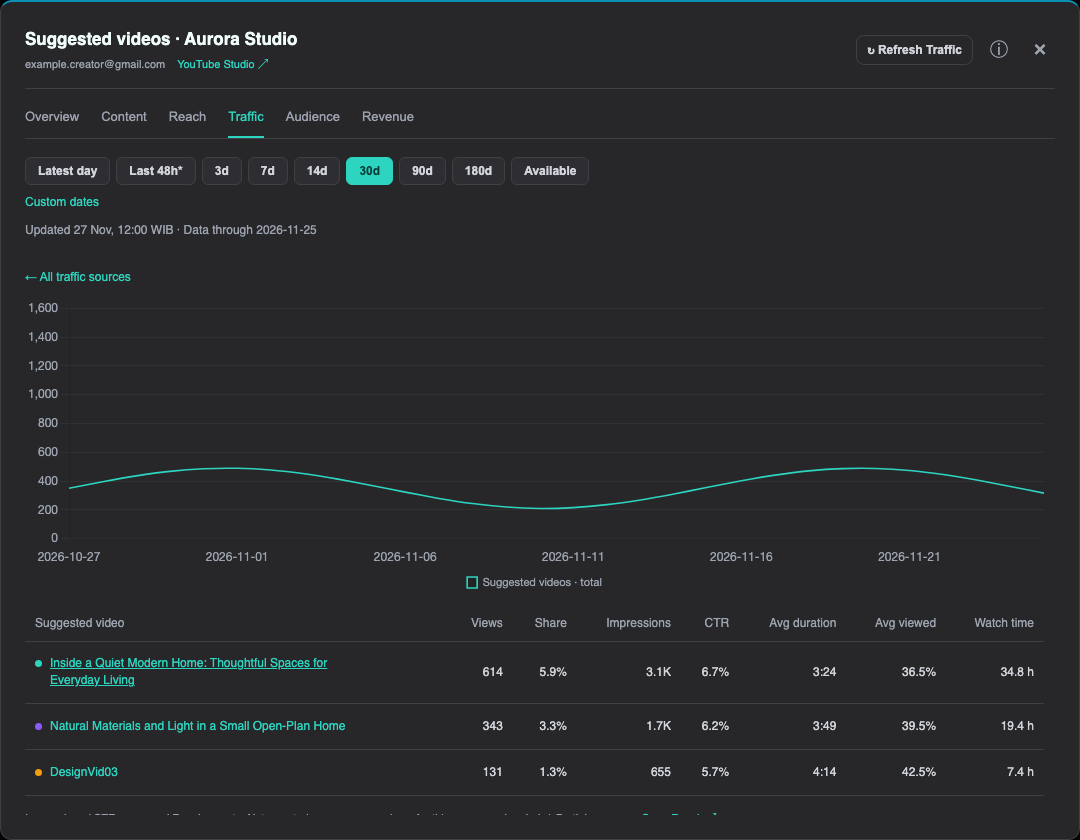 Suggested videos · Aurora Studio
example.creator@gmail.com YouTube Studio ↗
↻ Refresh Traffic ⓘ ✕
Overview Content Reach Traffic Audience Revenue
Latest day Last 48h* 3d 7d 14d 30d 90d 180d Available
Custom dates
Updated 27 Nov, 12:00 WIB · Data through 2026-11-25
← All traffic sources
1,600
1,400
1,200
1,000
800
600
400
200
0
2026-10-27 2026-11-01 2026-11-06 2026-11-11 2026-11-16 2026-11-21
Suggested videos · total
Suggested video Views Share Impressions CTR Avg duration Avg viewed Watch time
Inside a Quiet Modern Home: Thoughtful Spaces for
Everyday Living 614 5.9% 3.1K 6.7% 3:24 36.5% 34.8 h
Natural Materials and Light in a Small Open-Plan Home 343 3.3% 1.7K 6.2% 3:49 39.5% 19.4 h
DesignVid03 131 1.3% 655 5.7% 4:14 42.5% 7.4 h